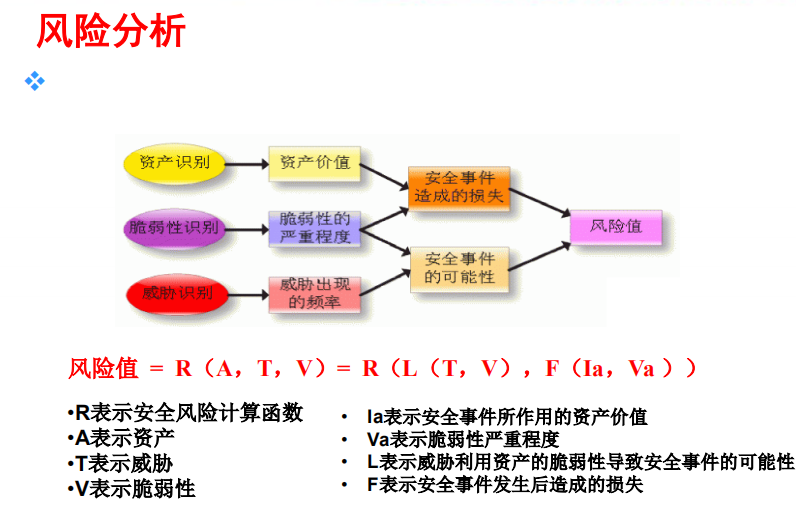 风险分析
资产识别
资产价值
安全事件
造成的损失
脆弱性识别
脆弱性的
严重程度
风险值
安全事件
的可能性
威胁识别
威胁出现
的频率
风险值 = R（A，T，V）= R（L（T，V），F（Ia，Va ））
•R表示安全风险计算函数
•A表示资产
•T表示威胁
•V表示脆弱性
• Ia表示安全事件所作用的资产价值
• Va表示脆弱性严重程度
• L表示威胁利用资产的脆弱性导致安全事件的可能性
• F表示安全事件发生后造成的损失